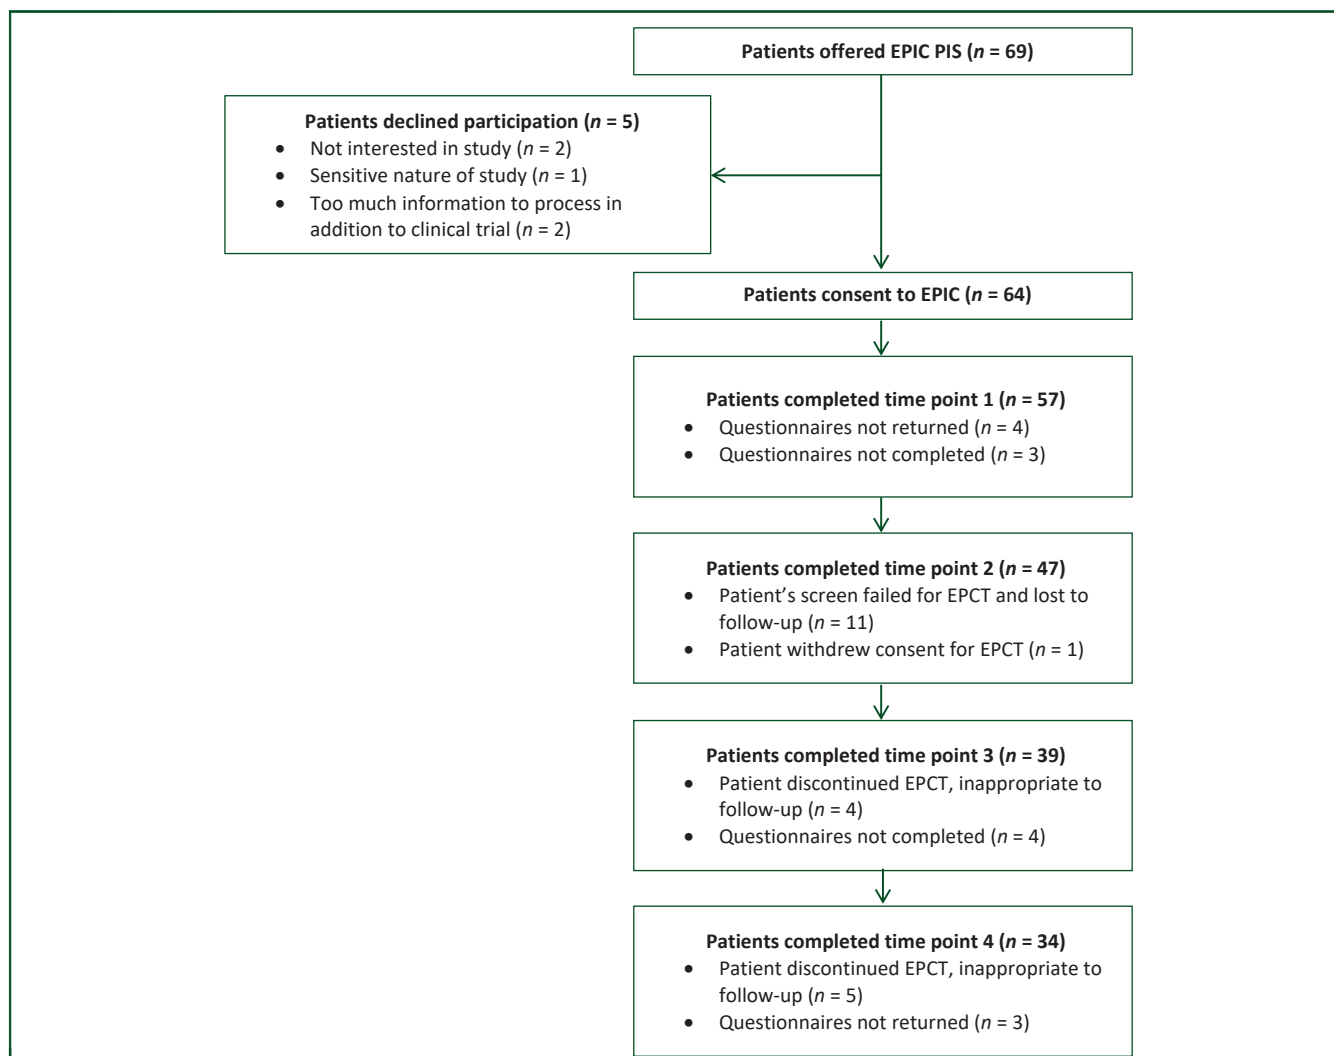 Patients offered EPIC PIS (n = 69)
Patients declined participation (n = 5)
• Not interested in study (n = 2)
• Sensitive nature of study (n = 1)
• Too much information to process in
addition to clinical trial (n = 2)
Patients consent to EPIC (n = 64)
Patients completed time point 1 (n = 57)
• Questionnaires not returned (n = 4)
• Questionnaires not completed (n = 3)
Patients completed time point 2 (n = 47)
• Patient’s screen failed for EPCT and lost to
follow-up (n = 11)
• Patient withdrew consent for EPCT (n = 1)
Patients completed time point 3 (n = 39)
• Patient discontinued EPCT, inappropriate to
follow-up (n = 4)
• Questionnaires not completed (n = 4)
Patients completed time point 4 (n = 34)
• Patient discontinued EPCT, inappropriate to
follow-up (n = 5)
• Questionnaires not returned (n = 3)